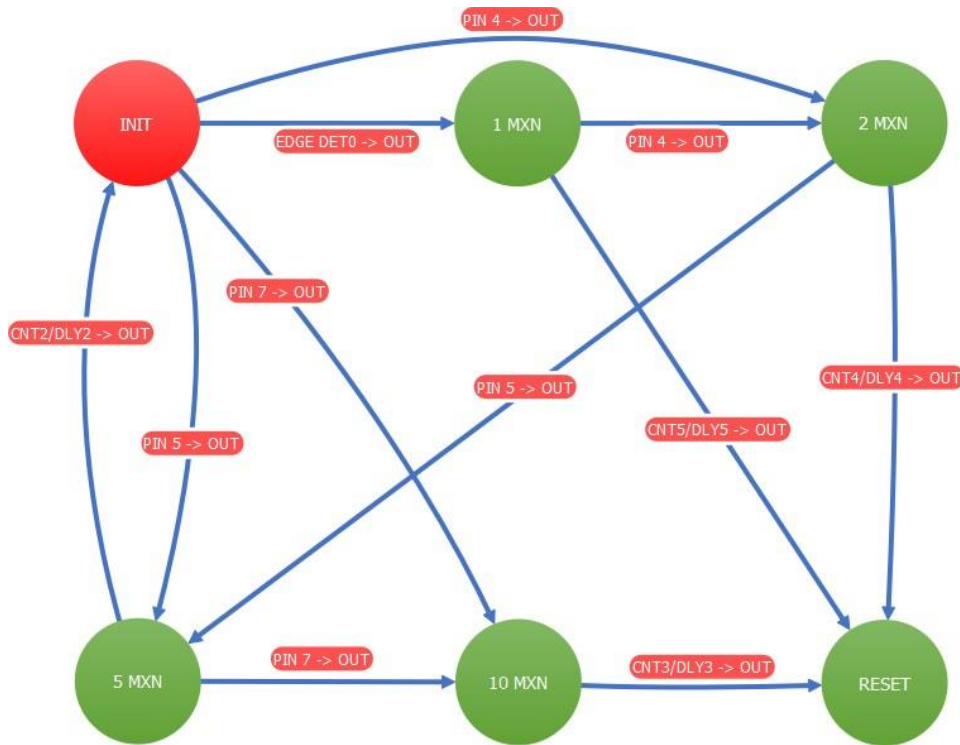 PIN 4 -> OUT
INIT
1 MXN
2 MXN
EDGE DET0 -> OUT
PIN 4 -> OUT
PIN 7 -> OUT
CNT2/DLY2 -> OUT
CNT4/DLY4 -> OUT
PIN 5 -> OUT
CNT5/DLY5 -> OUT
PIN 5 -> OUT
PIN 7 -> OUT
CNT3/DLY3 -> OUT
5 MXN
10 MXN
RESET